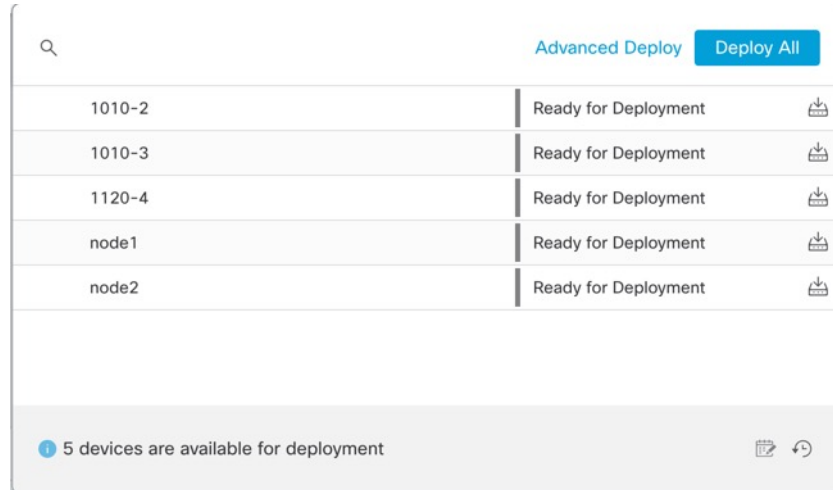 Advanced Deploy Deploy All
1010-2 Ready for Deployment
1010-3 Ready for Deployment
1120-4 Ready for Deployment
node1 Ready for Deployment
node2 Ready for Deployment
5 devices are available for deployment